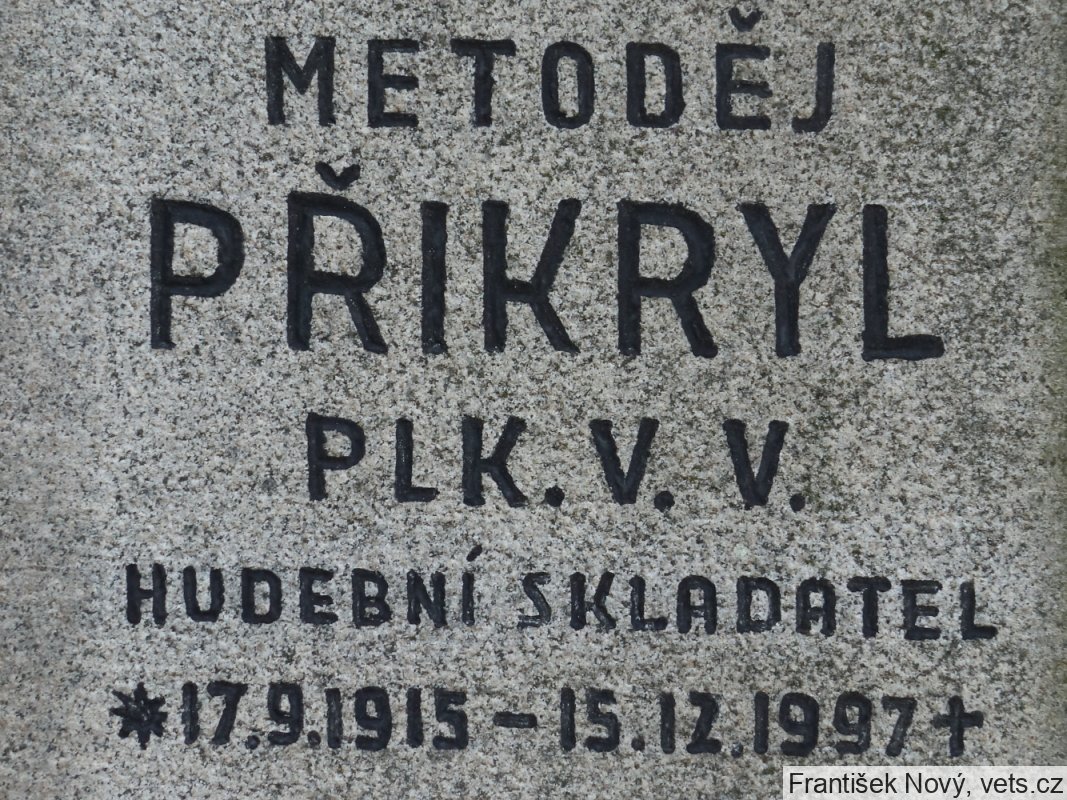 METODĚJ
PŘIKRYL
PLK. V. V.
HUDEBNÍ SKLADATEL
*17.9.1915 – 15.12.1997 ✝
František Nový, vets.cz